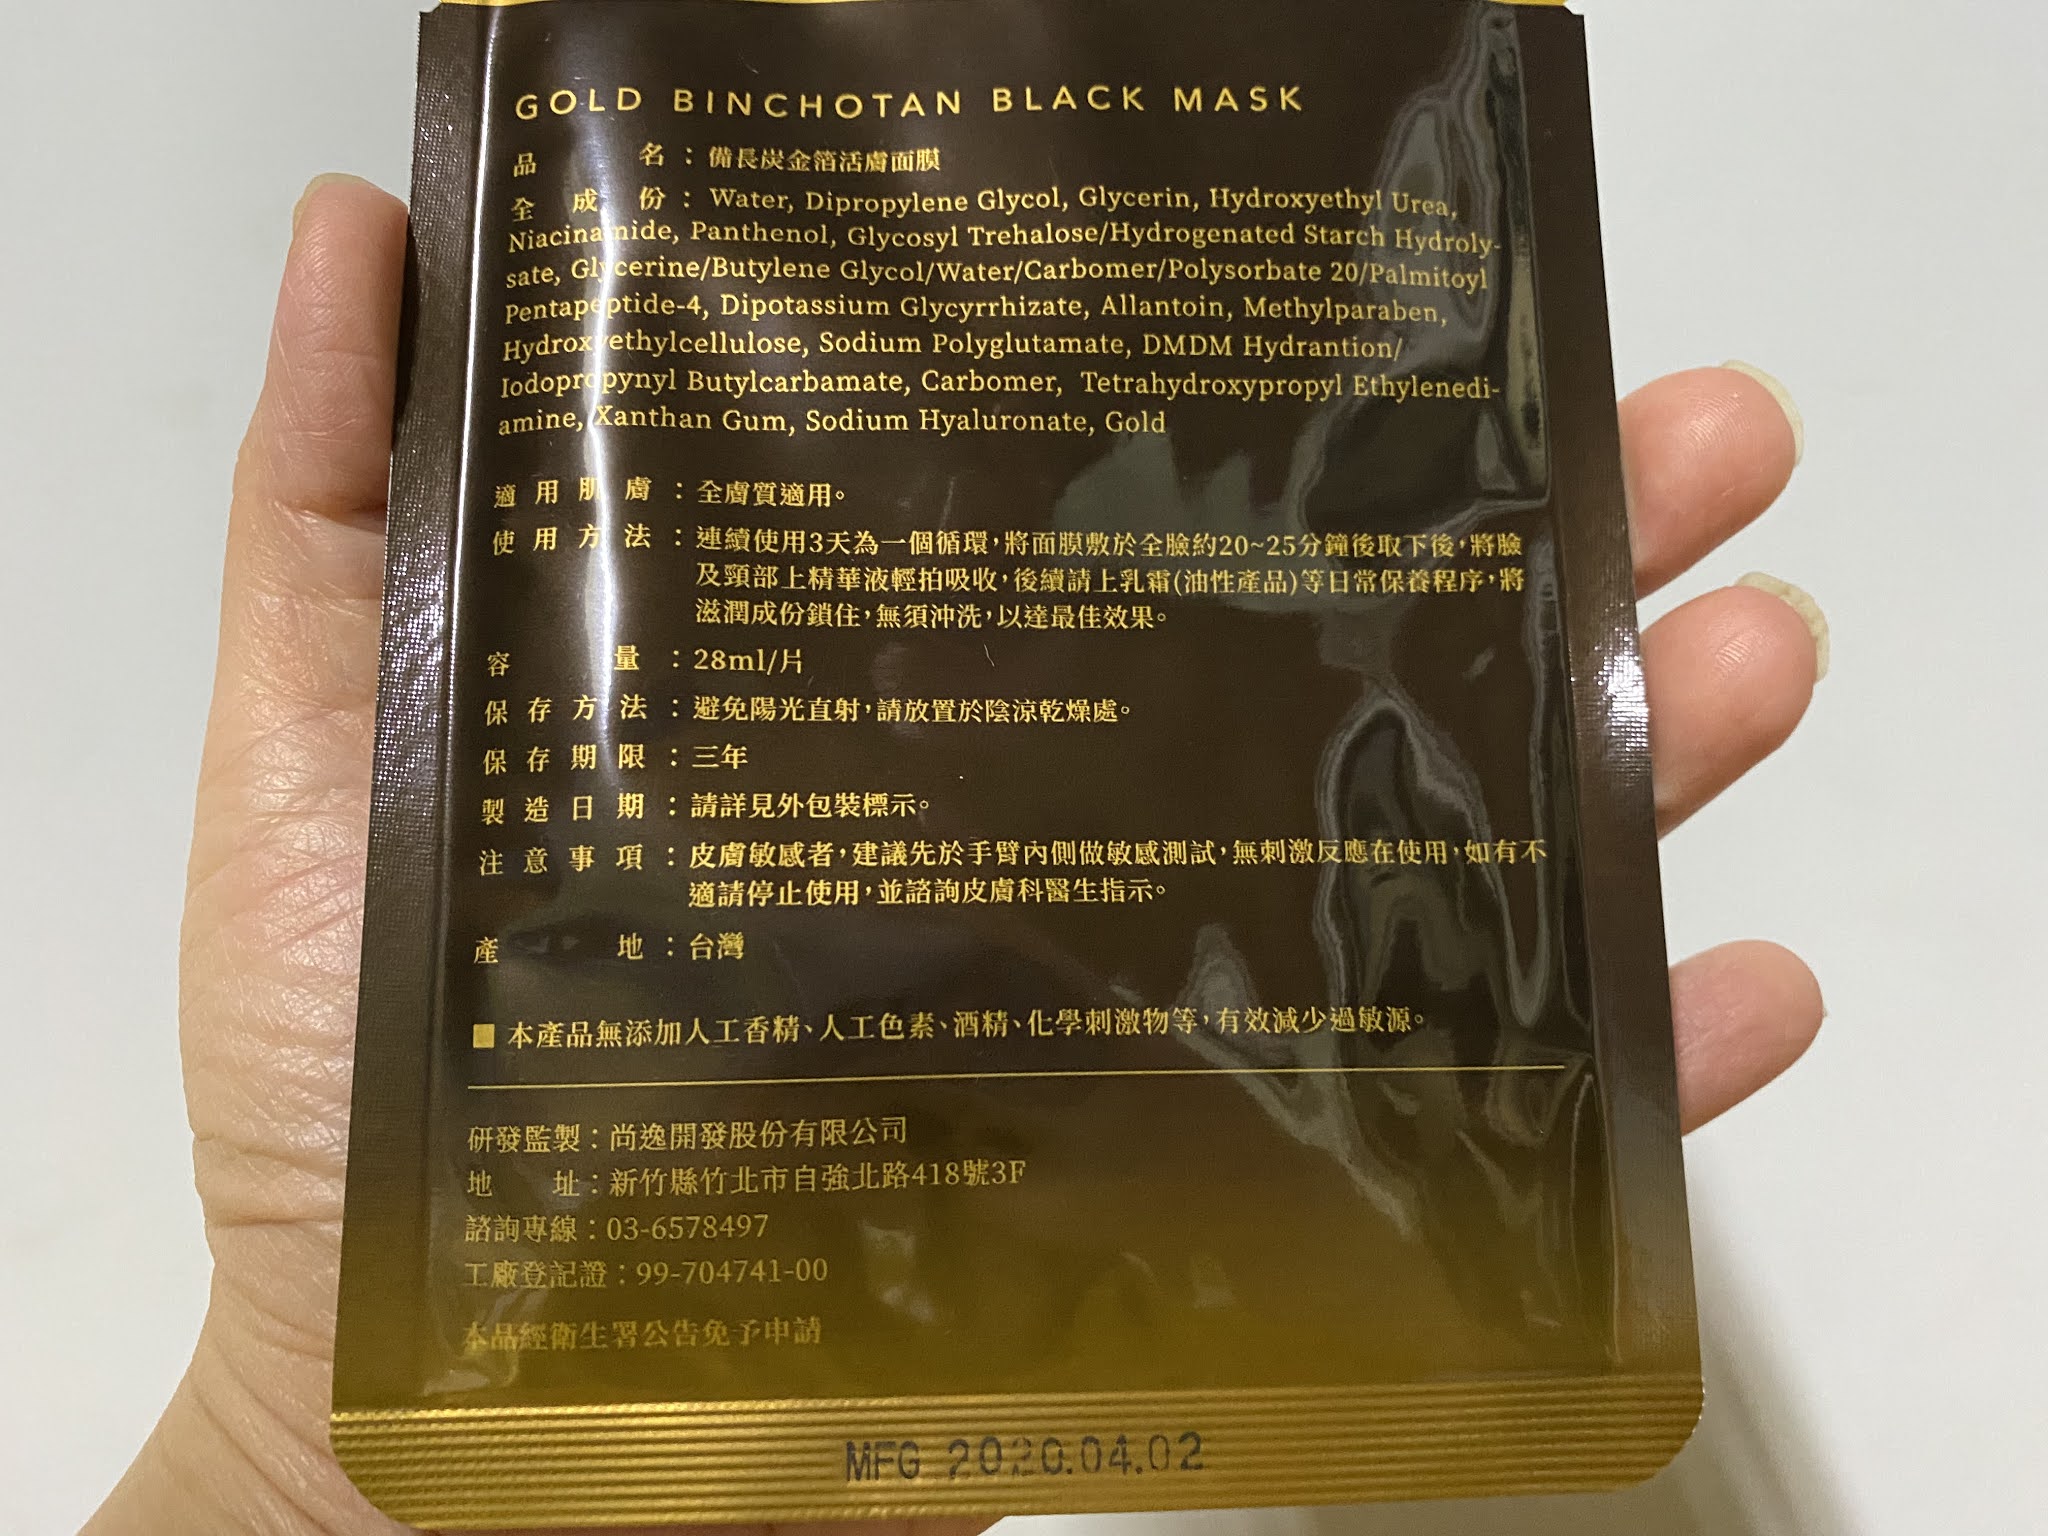 GOLD BINCHOTAN BLACK MASK
品名：備長炭金箔活膚面膜
全成份：Water, Dipropylene Glycol, Glycerin, Hydroxyethyl Urea,
Niacinamide, Panthenol, Glycosyl Trehalose/Hydrogenated Starch Hydroly-
sate, Glycerine/Butylene Glycol/Water/Carbomer/Polysorbate 20/Palmitoyl
Pentapeptide-4, Dipotassium Glycyrrhizate, Allantoin, Methylparaben,
Hydroxyethylcellulose, Sodium Polyglutamate, DMDM Hydrantion/
Iodopropynyl Butylcarbamate, Carbomer, Tetrahydroxypropyl Ethylenedi-
amine, Xanthan Gum, Sodium Hyaluronate, Gold
適用肌膚：全膚質適用。
使用方法：連續使用3天為一個循環，將面膜敷於全臉約20~25分鐘後取下後，將臉
及頸部上精華液輕拍吸收，後續請上乳霜(油性產品)等日常保養程序，將
滋潤成份鎖住，無須沖洗，以達最佳效果。
容量：28ml/片
保存方法：避免陽光直射，請放置於陰涼乾燥處。
保存期限：三年
製造日期：請詳見外包裝標示。
注意事項：皮膚敏感者，建議先於手臂內側做敏感測試，無刺激反應在使用，如有不
適請停止使用，並諮詢皮膚科醫生指示。
產地：台灣
■ 本產品無添加人工香精、人工色素、酒精、化學刺激物等，有效減少過敏源。
研發監製：尚逸開發股份有限公司
地址：新竹縣竹北市自強北路418號3F
諮詢專線：03-6578497
工廠登記證：99-704741-00
本品經衛生署公告免予申請
MFG 2020.04.02